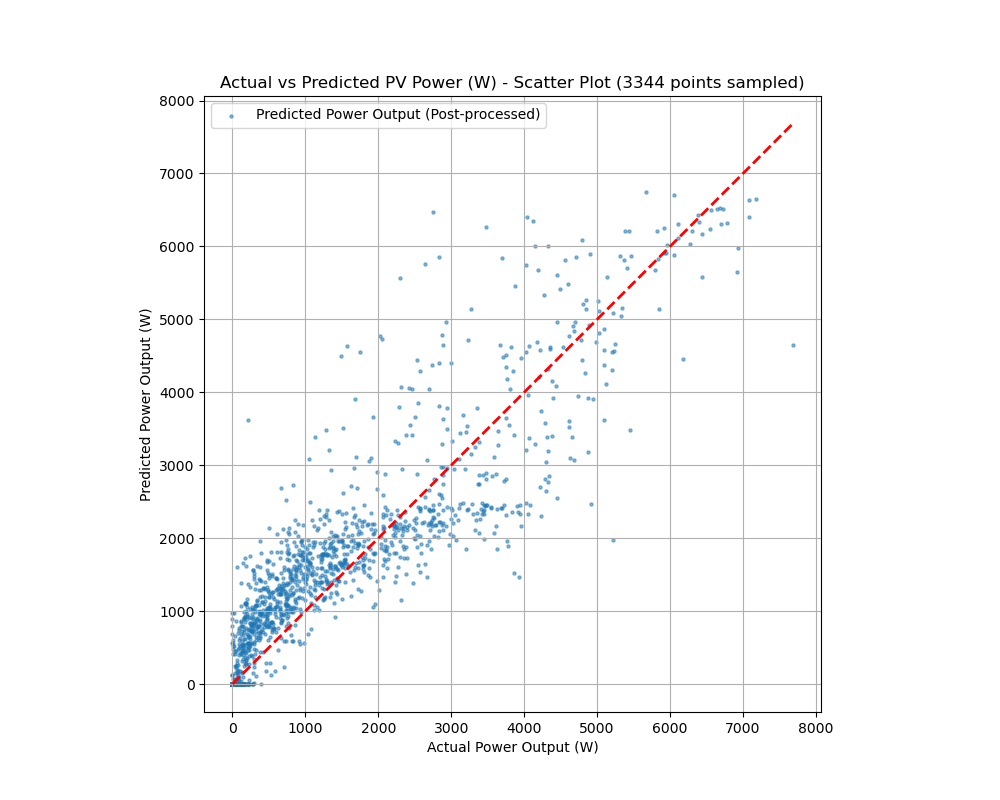 Actual vs Predicted PV Power (W) - Scatter Plot (3344 points sampled)
Predicted Power Output (Post-processed)
Predicted Power Output (W)
8000
7000
6000
5000
4000
3000
2000
1000
0
0 1000 2000 3000 4000 5000 6000 7000 8000
Actual Power Output (W)